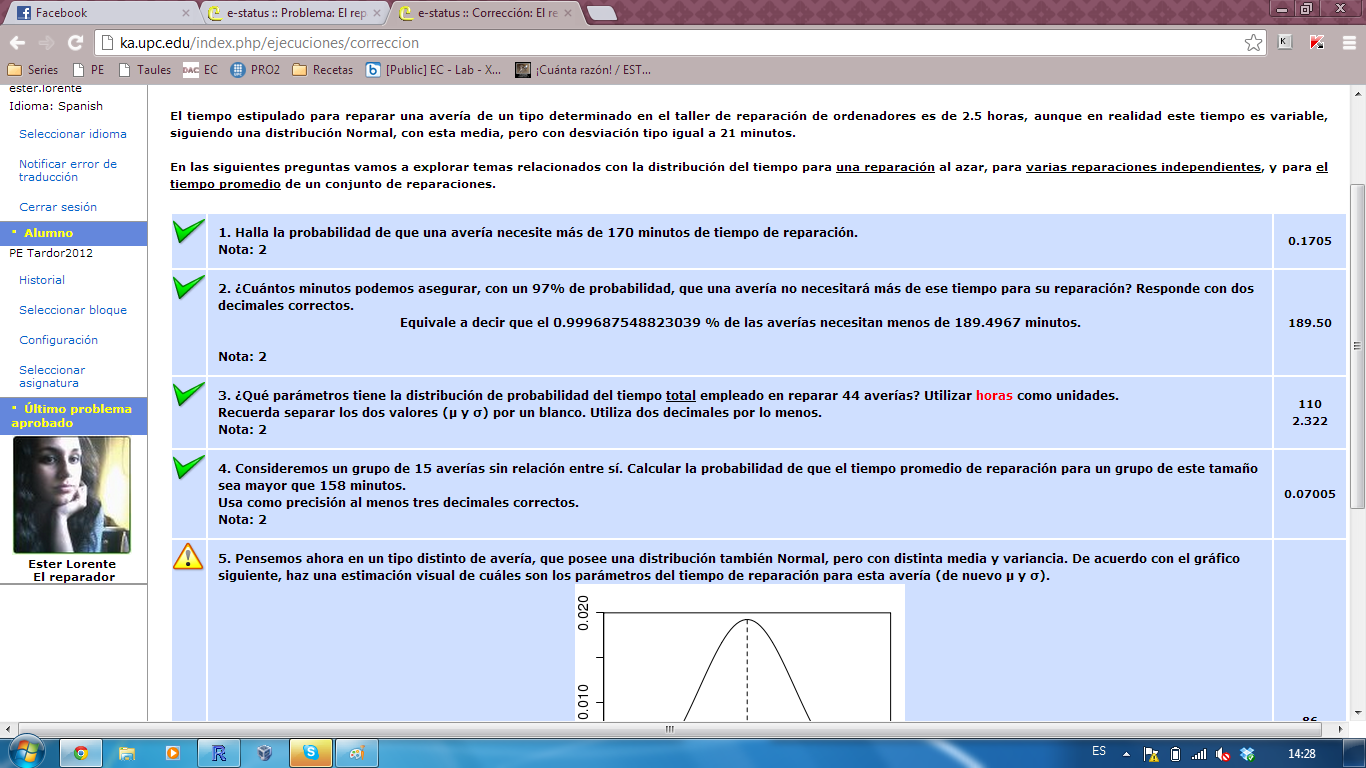 Facebook
e-status :: Problema: El rep
e-status :: Corrección: El re
ka.upc.edu/index.php/ejecuciones/correccion
Series
PE
Taules
DAC EC
PRO2
Recetas
[Public] EC - Lab - X...
¡Cuánta razón! / EST...
ester.lorente
Idioma: Spanish
Seleccionar idioma
Notificar error de
traducción
Cerrar sesión
Alumno
PE Tardor2012
Historial
Seleccionar bloque
Configuración
Seleccionar
asignatura
Último problema
aprobado
Ester Lorente
El reparador
El tiempo estipulado para reparar una avería de un tipo determinado en el taller de reparación de ordenadores es de 2.5 horas, aunque en realidad este tiempo es variable,
siguiendo una distribución Normal, con esta media, pero con desviación tipo igual a 21 minutos.
En las siguientes preguntas vamos a explorar temas relacionados con la distribución del tiempo para una reparación al azar, para varias reparaciones independientes, y para el
tiempo promedio de un conjunto de reparaciones.
1. Halla la probabilidad de que una avería necesite más de 170 minutos de tiempo de reparación.
Nota: 2
0.1705
2. ¿Cuántos minutos podemos asegurar, con un 97% de probabilidad, que una avería no necesitará más de ese tiempo para su reparación? Responde con dos
decimales correctos.
Equivale a decir que el 0.999687548823039 % de las averías necesitan menos de 189.4967 minutos.
Nota: 2
189.50
3. ¿Qué parámetros tiene la distribución de probabilidad del tiempo total empleado en reparar 44 averías? Utilizar horas como unidades.
Recuerda separar los dos valores (μ y σ) por un blanco. Utiliza dos decimales por lo menos.
Nota: 2
110
2.322
4. Consideremos un grupo de 15 averías sin relación entre sí. Calcular la probabilidad de que el tiempo promedio de reparación para un grupo de este tamaño
sea mayor que 158 minutos.
Usa como precisión al menos tres decimales correctos.
Nota: 2
0.07005
5. Pensemos ahora en un tipo distinto de avería, que posee una distribución también Normal, pero con distinta media y variancia. De acuerdo con el gráfico
siguiente, haz una estimación visual de cuáles son los parámetros del tiempo de reparación para esta avería (de nuevo μ y σ).
0.020
0.010
86
ES
14:28